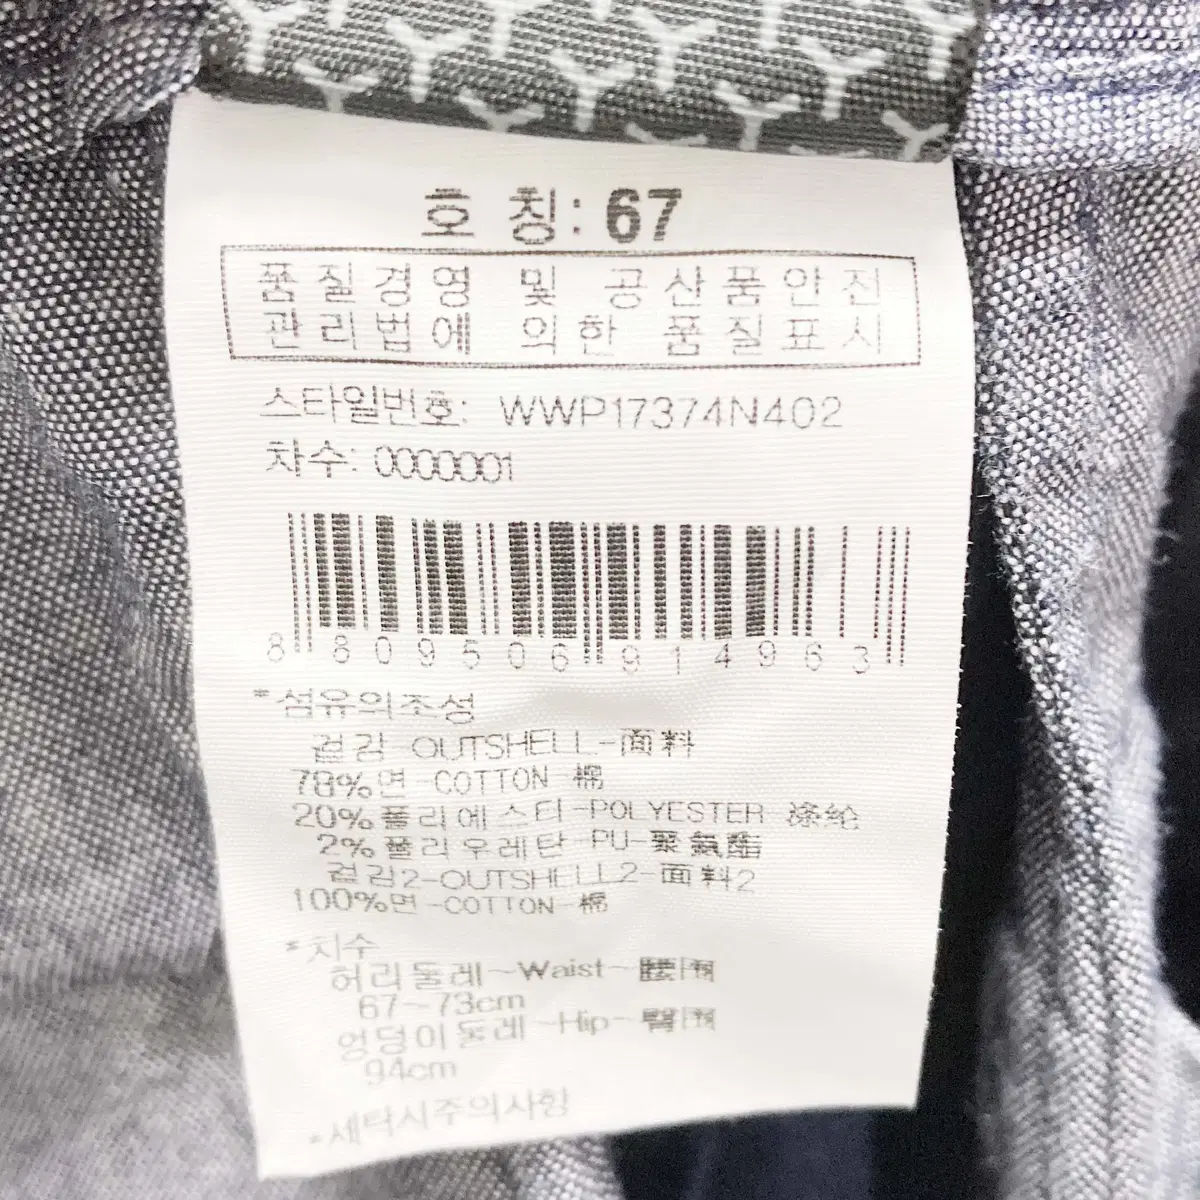 호 칭: 67
품질경영 및 공산품안전
관리법에 의한 품질표시
스타일번호: WWP17374N402
차수: 0000001
8 809506 914963
*섬유의조성
겉감-OUTSHELL-面料
78%면-COTTON-棉
20%폴리에스터-POLYESTER 涤纶
2%폴리우레탄-PU-聚氨酯
겉감2-OUTSHELL2-面料2
100%면-COTTON-棉
*치수
허리둘레-Waist-腰围
67~73cm
엉덩이둘레-Hip-臀围
94cm
*세탁시주의사항